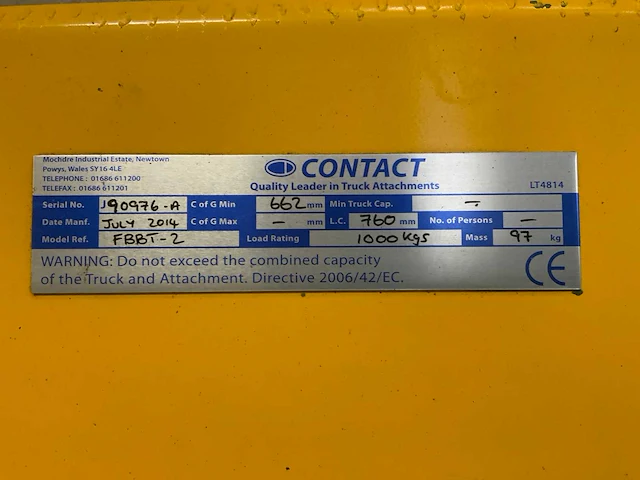 Mochdre Industrial Estate, Newtown
Powys, Wales SY16 4LE
TELEPHONE : 01686 611200
TELEFAX : 01686 611201
CONTACT
Quality Leader in Truck Attachments
LT4814
Serial No. J90976-A C of G Min 662 mm Min Truck Cap. -
Date Manf. JULY 2014 C of G Max - mm L.C. 760 mm No. of Persons -
Model Ref. FBBT-2 Load Rating 1000 Kgs Mass 97 kg
WARNING: Do not exceed the combined capacity
of the Truck and Attachment. Directive 2006/42/EC.
CE